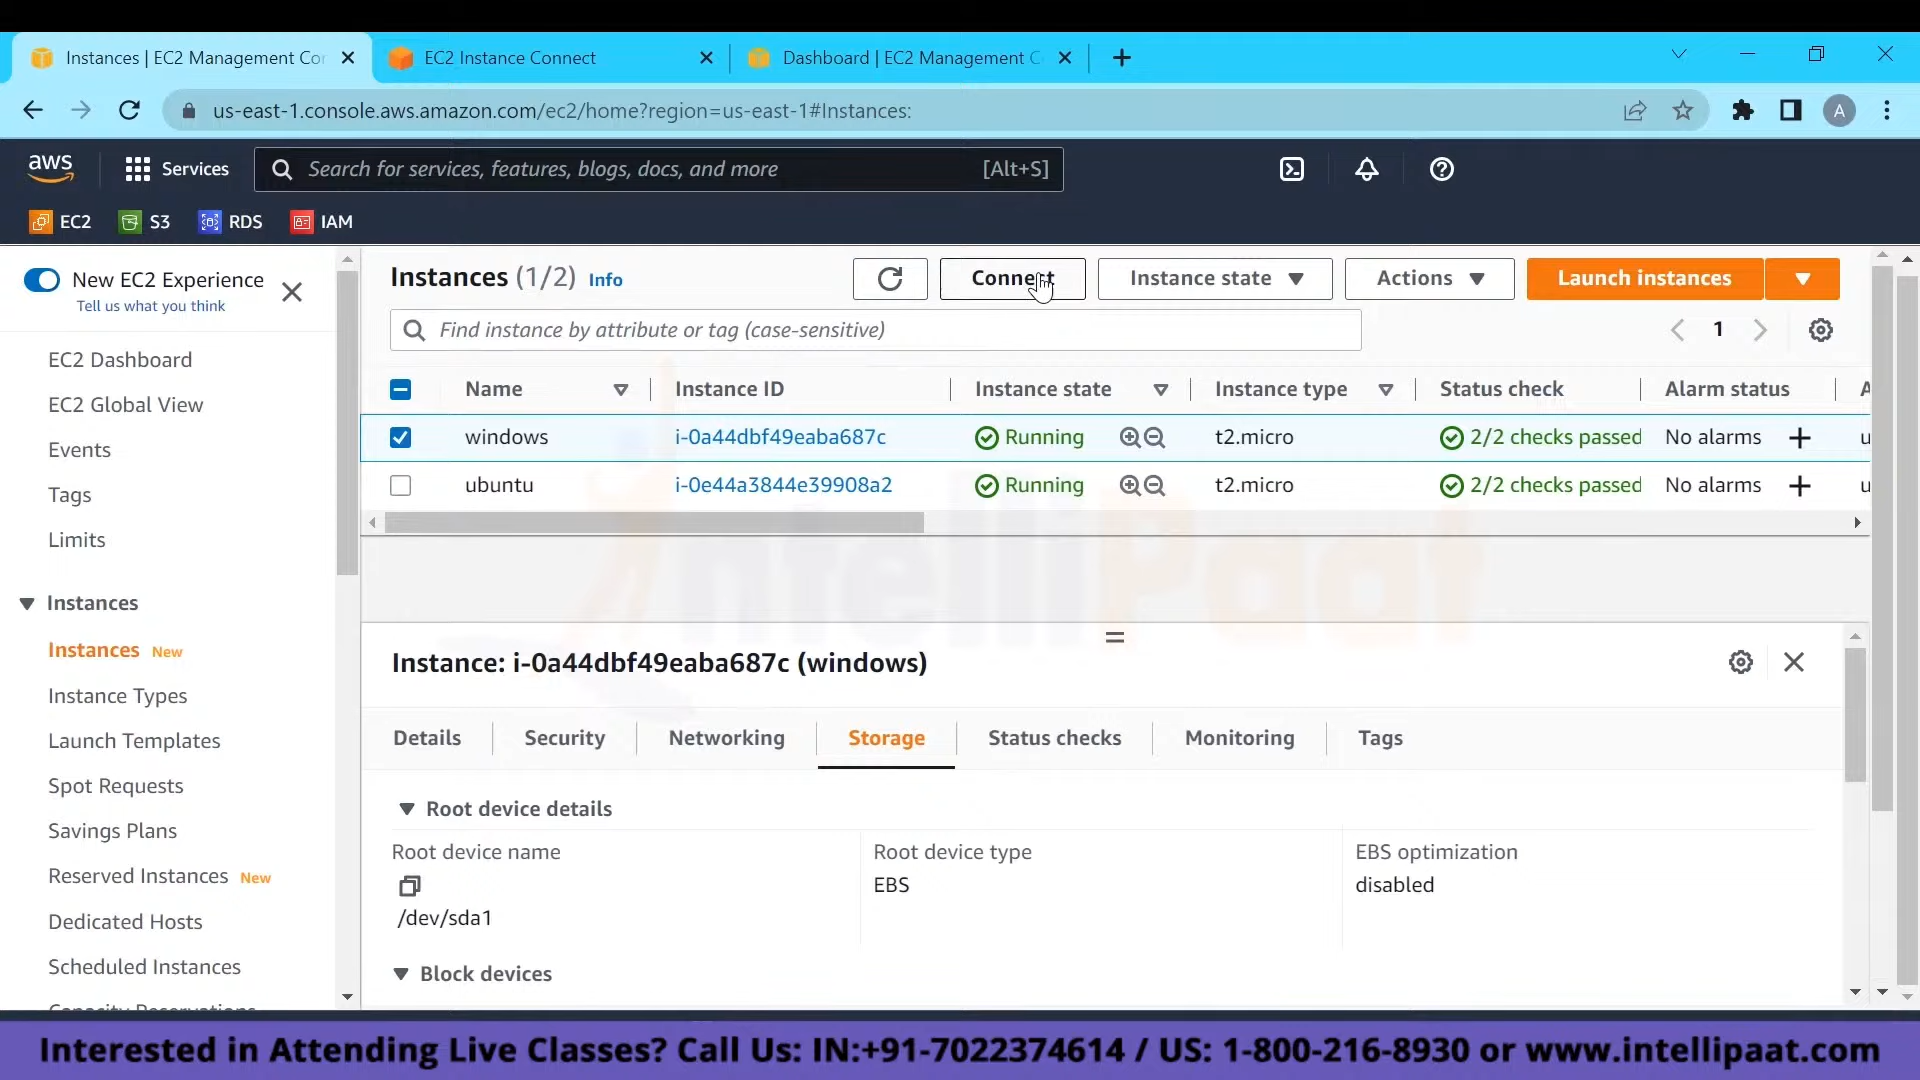 Instances | EC2 Management Cor
EC2 Instance Connect
Dashboard | EC2 Management C
us-east-1.console.aws.amazon.com/ec2/home?region=us-east-1#Instances:
A
aws
Services
Search for services, features, blogs, docs, and more
[Alt+S]
EC2
S3
RDS
IAM
New EC2 Experience
Tell us what you think
EC2 Dashboard
EC2 Global View
Events
Tags
Limits
Instances
Instances New
Instance Types
Launch Templates
Spot Requests
Savings Plans
Reserved Instances New
Dedicated Hosts
Scheduled Instances
Capacity Reservations
Instances (1/2) Info
Connect
Instance state
Actions
Launch instances
Find instance by attribute or tag (case-sensitive)
1
Name Instance ID Instance state Instance type Status check Alarm status A
windows i-0a44dbf49eaba687c Running t2.micro 2/2 checks passed No alarms u
ubuntu i-0e44a3844e39908a2 Running t2.micro 2/2 checks passed No alarms u
IntelliPaat
Instance: i-0a44dbf49eaba687c (windows)
Details Security Networking Storage Status checks Monitoring Tags
Root device details
Root device name
/dev/sda1
Root device type
EBS
EBS optimization
disabled
Block devices
Interested in Attending Live Classes? Call Us: IN:+91-7022374614 / US: 1-800-216-8930 or www.intellipaat.com